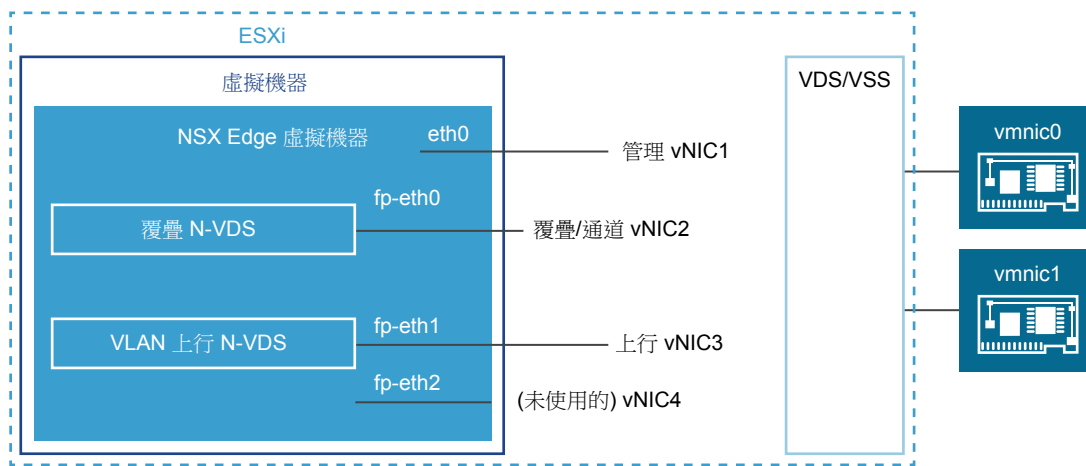 ESXi
虛擬機器
VDS/VSS
NSX Edge 虛擬機器
eth0
管理 vNIC1
fp-eth0
覆疊 N-VDS
覆疊/通道 vNIC2
fp-eth1
VLAN 上行 N-VDS
上行 vNIC3
fp-eth2
(未使用的) vNIC4
vmnic0
vmnic1